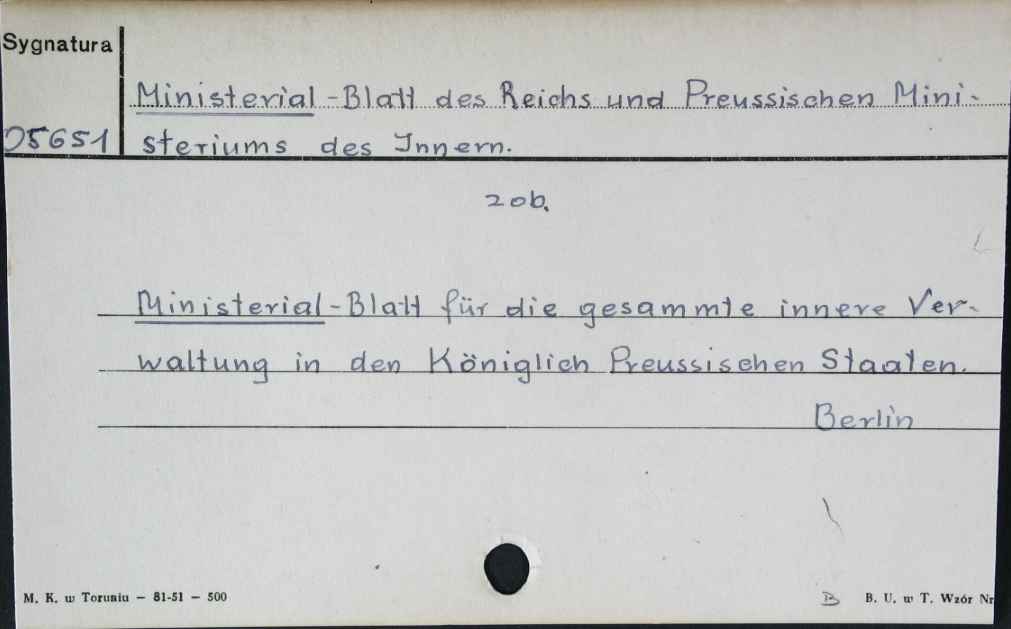 Sygnatura
Ministerial-Blatt des Reichs und Preussischen Mini-
05651 steriums des Innern.
zob.
Ministerial-Blatt für die gesammte innere Ver-
waltung in den Königlich Preussischen Staaten.
Berlin
M. K. w Toruniu – 81-51 – 500
B B. U. w T. Wzór Nr